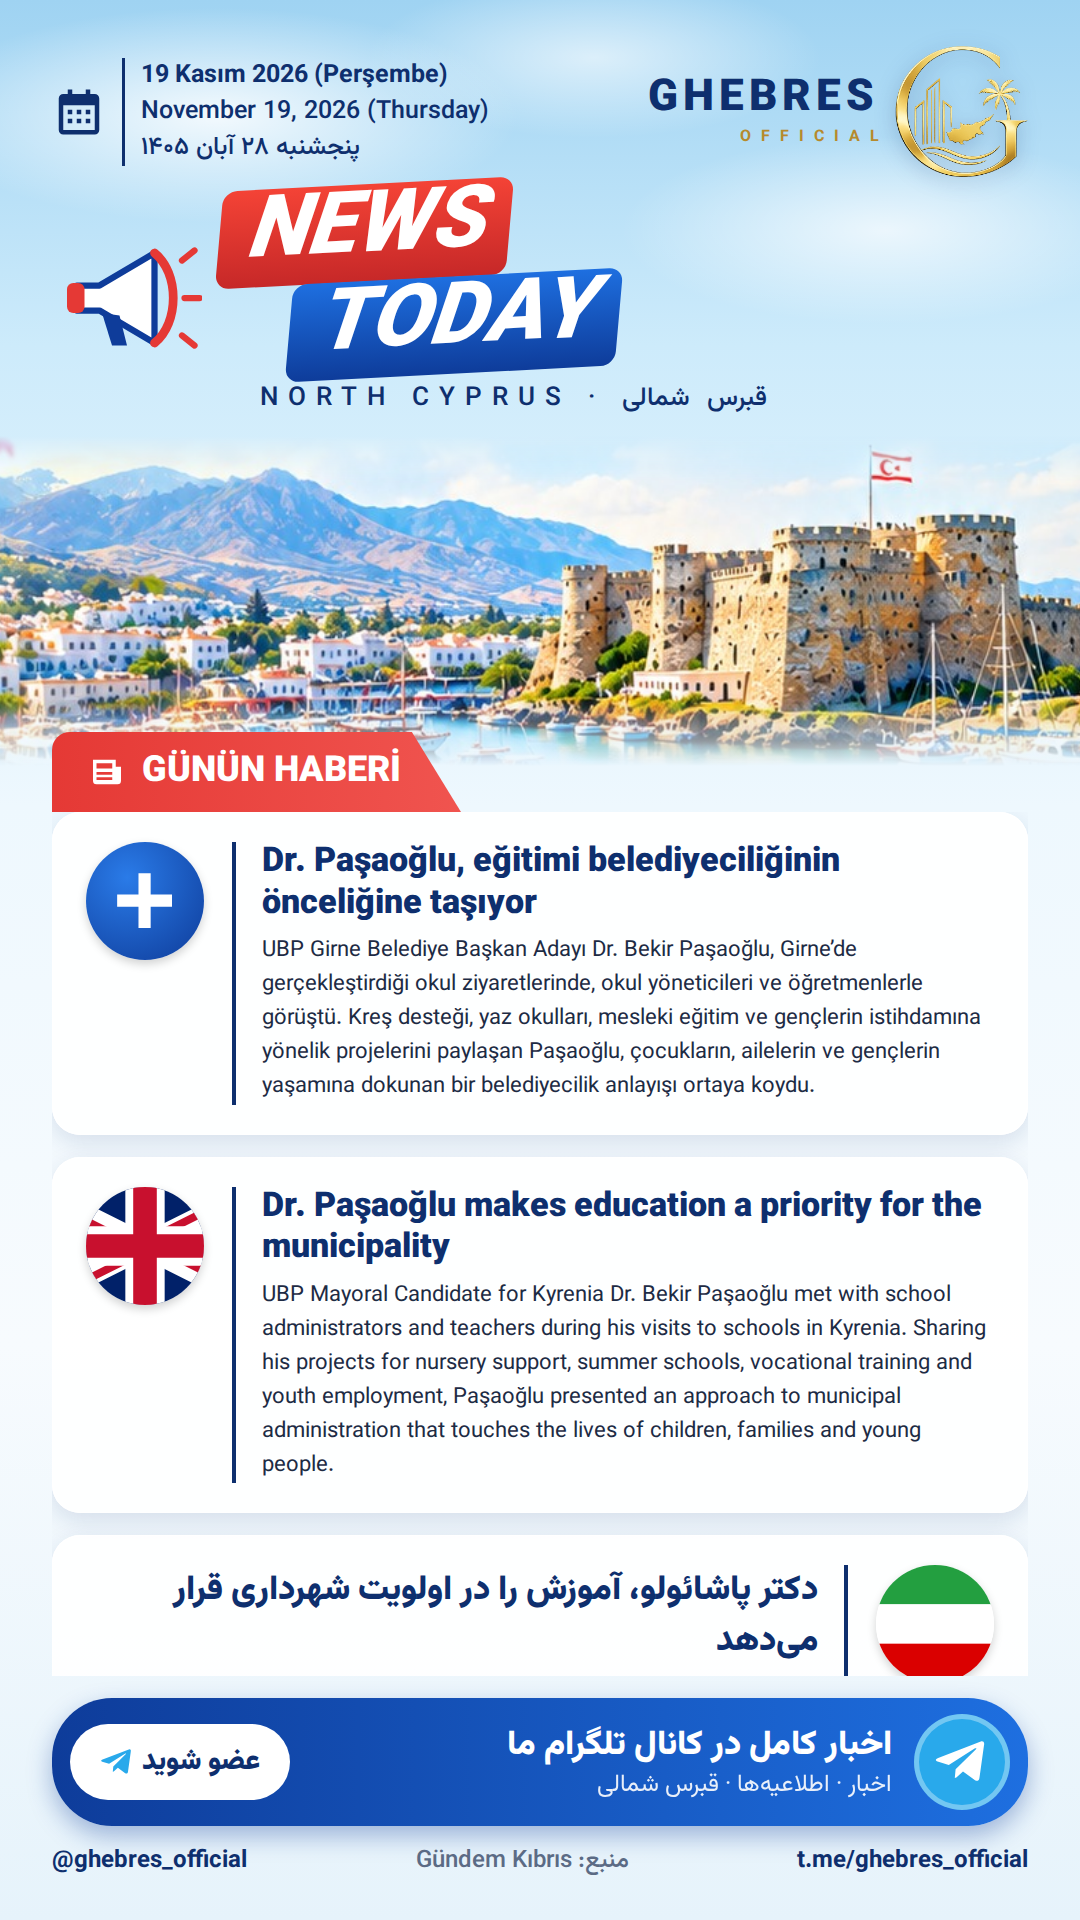 19 Kasım 2026 (Perşembe)
November 19, 2026 (Thursday)
پنجشنبه ۲۸ آبان ۱۴۰۵
GHEBRES
OFFICIAL
NEWS
TODAY
NORTH CYPRUS · قبرس شمالی
GÜNÜN HABERİ
Dr. Paşaoğlu, eğitimi belediyeciliğinin
önceliğine taşıyor
UBP Girne Belediye Başkan Adayı Dr. Bekir Paşaoğlu, Girne’de
gerçekleştirdiği okul ziyaretlerinde, okul yöneticileri ve öğretmenlerle
görüştü. Kreş desteği, yaz okulları, mesleki eğitim ve gençlerin istihdamına
yönelik projelerini paylaşan Paşaoğlu, çocukların, ailelerin ve gençlerin
yaşamına dokunan bir belediyecilik anlayışı ortaya koydu.
Dr. Paşaoğlu makes education a priority for the
municipality
UBP Mayoral Candidate for Kyrenia Dr. Bekir Paşaoğlu met with school
administrators and teachers during his visits to schools in Kyrenia. Sharing
his projects for nursery support, summer schools, vocational training and
youth employment, Paşaoğlu presented an approach to municipal
administration that touches the lives of children, families and young
people.
دکتر پاشائولو، آموزش را در اولویت شهرداری قرار
می‌دهد
اخبار کامل در کانال تلگرام ما
اخبار · اطلاعیه‌ها · قبرس شمالی
عضو شوید
@ghebres_official
منبع: Gündem Kıbrıs
t.me/ghebres_official